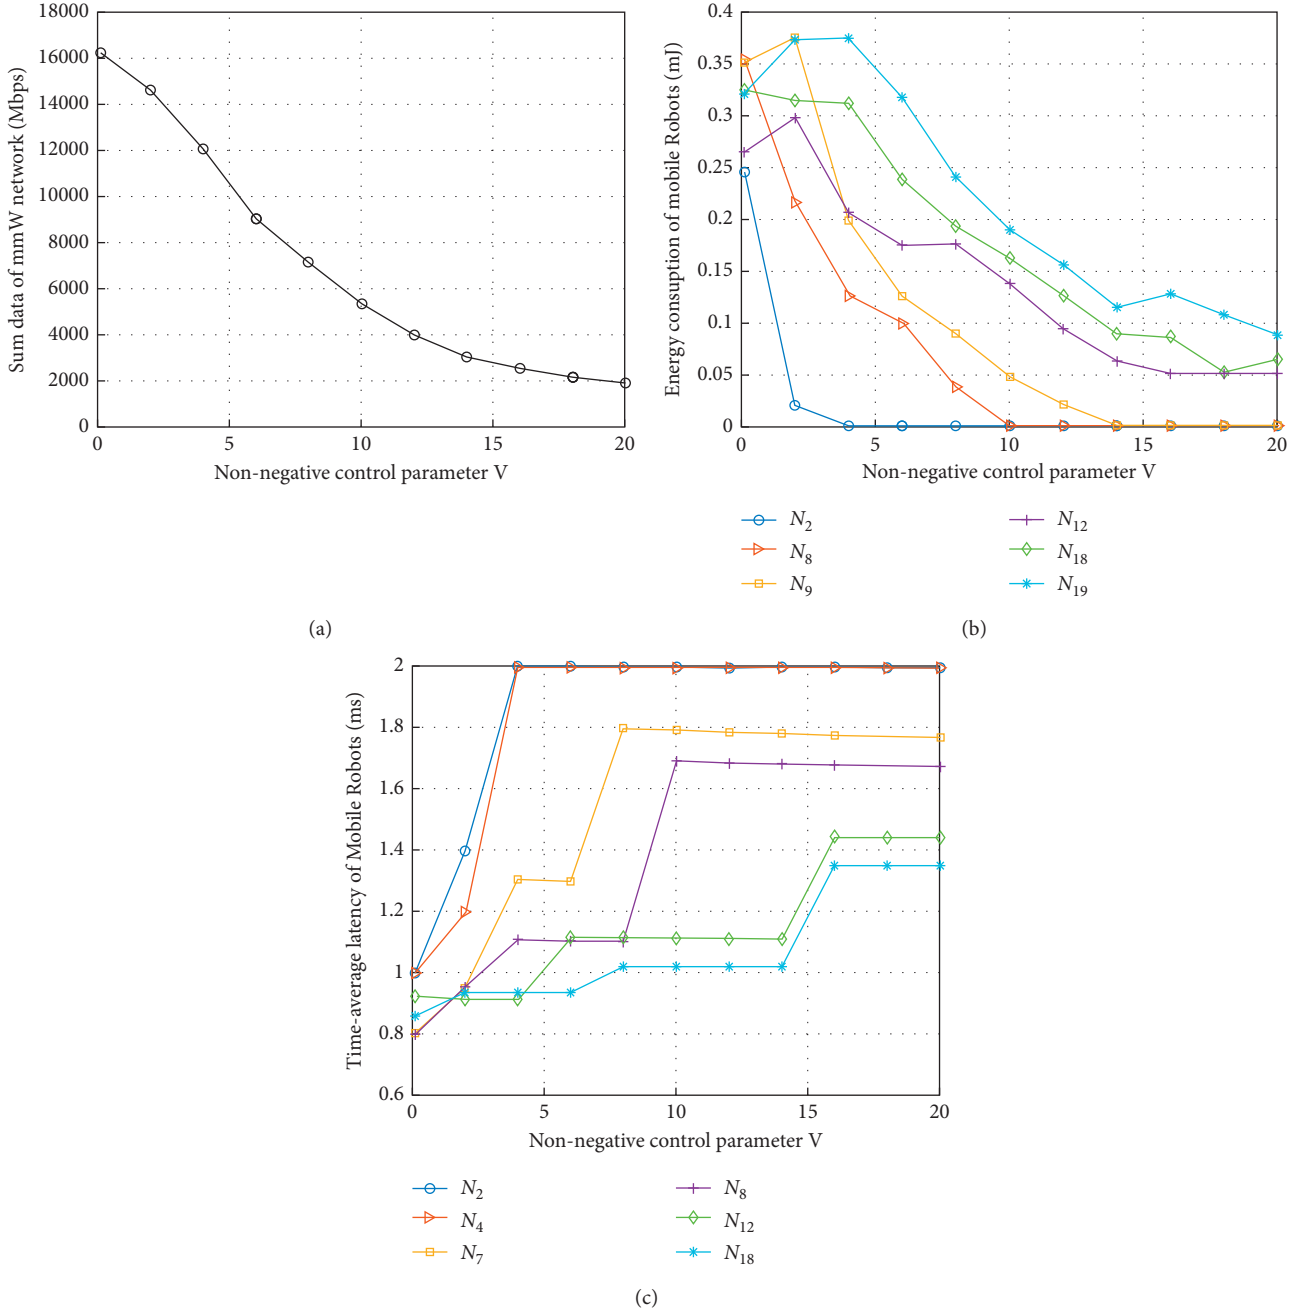 18000
16000
14000
12000
10000
8000
6000
4000
2000
0
Sum data of mmW network (Mbps)
0 5 10 15 20
Non-negative control parameter V
(a)
0.4
0.35
0.3
0.25
0.2
0.15
0.1
0.05
0
Energy consuption of mobile Robots (mJ)
0 5 10 15 20
Non-negative control parameter V
N2 N12
N8 N18
N9 N19
(b)
2
1.8
1.6
1.4
1.2
1
0.8
0.6
Time-average latency of Mobile Robots (ms)
0 5 10 15 20
Non-negative control parameter V
N2 N8
N4 N12
N7 N18
(c)